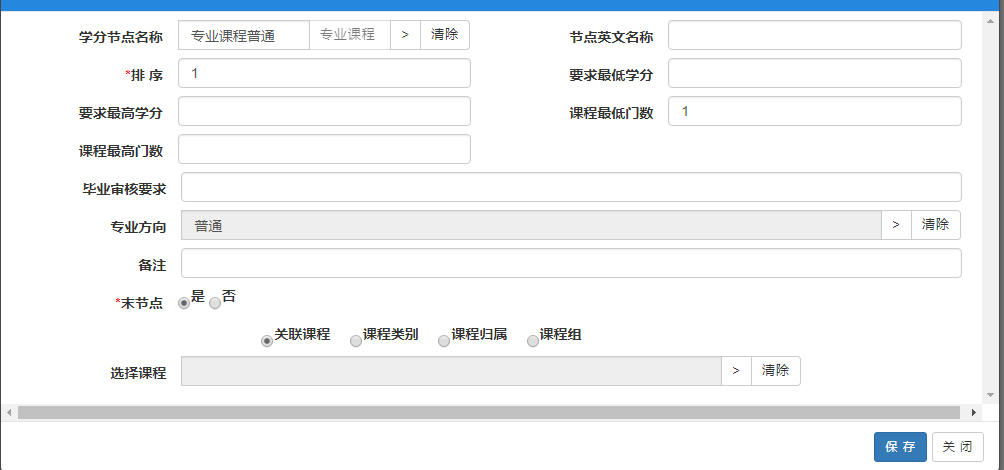 学分节点名称 专业课程普通 专业课程 > 清除 节点英文名称
*排 序 1 要求最低学分
要求最高学分 课程最低门数 1
课程最高门数
毕业审核要求
专业方向 普通 > 清除
备注
*末节点 是 否
关联课程 课程类别 课程归属 课程组
选择课程 > 清除
保 存 关 闭